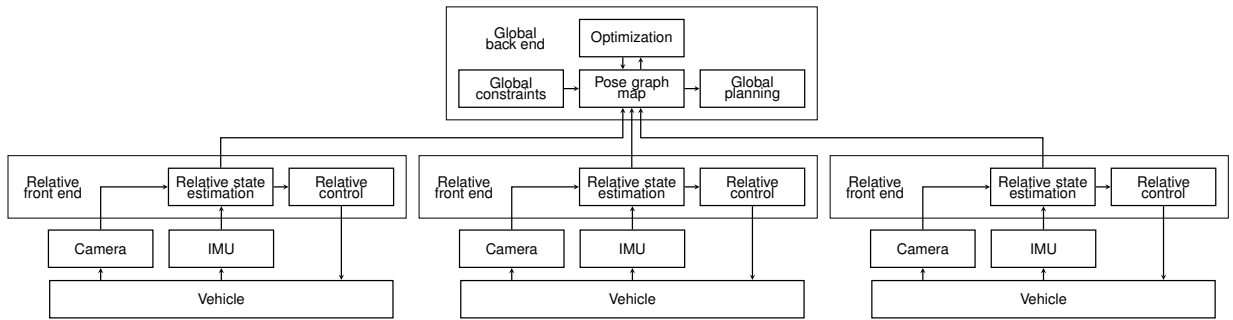 Global
back end
Optimization
Global
constraints
Pose graph
map
Global
planning
Relative
front end
Relative state
estimation
Relative
control
Camera
IMU
Vehicle
Relative
front end
Relative state
estimation
Relative
control
Camera
IMU
Vehicle
Relative
front end
Relative state
estimation
Relative
control
Camera
IMU
Vehicle